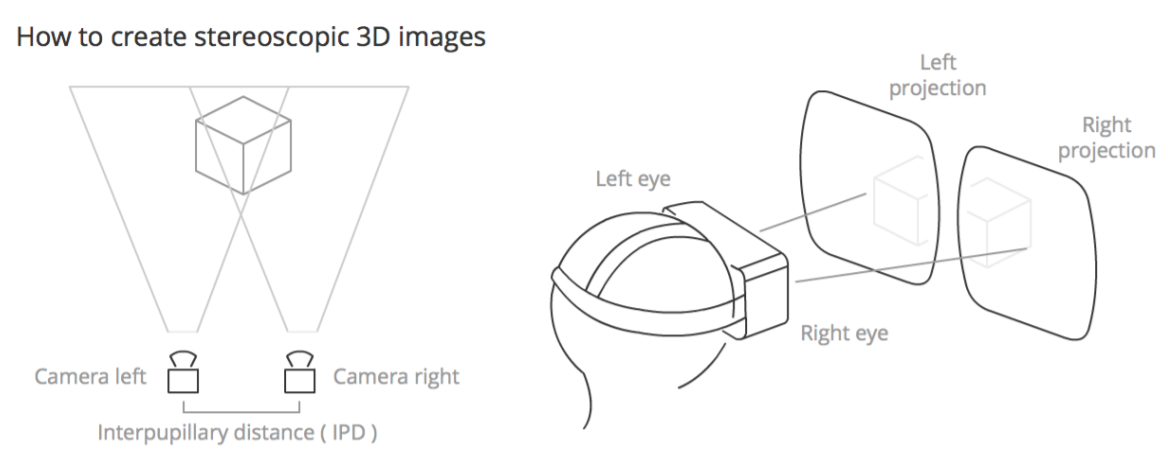 How to create stereoscopic 3D images
Camera left
Camera right
Interpupillary distance ( IPD )
Left eye
Right eye
Left
projection
Right
projection